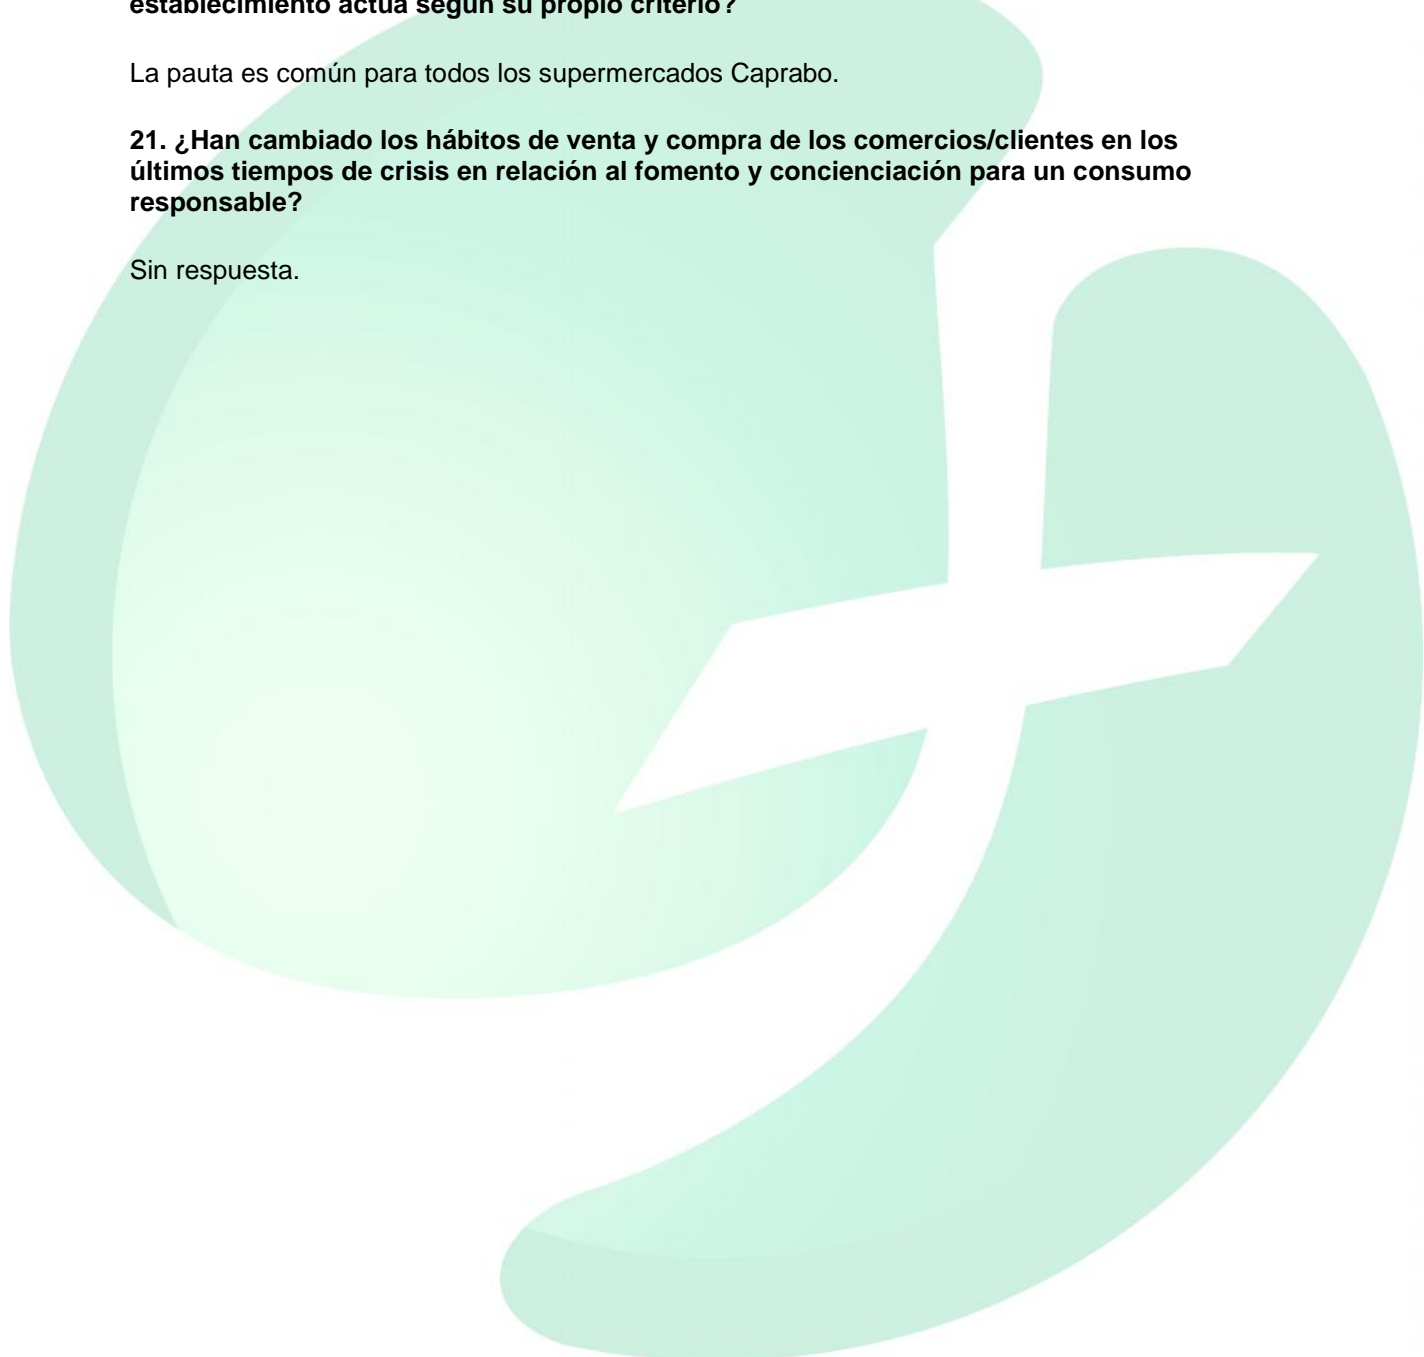 establecimiento actúa según su propio criterio?
La pauta es común para todos los supermercados Caprabo.
21. ¿Han cambiado los hábitos de venta y compra de los comercios/clientes en los
últimos tiempos de crisis en relación al fomento y concienciación para un consumo
responsable?
Sin respuesta.